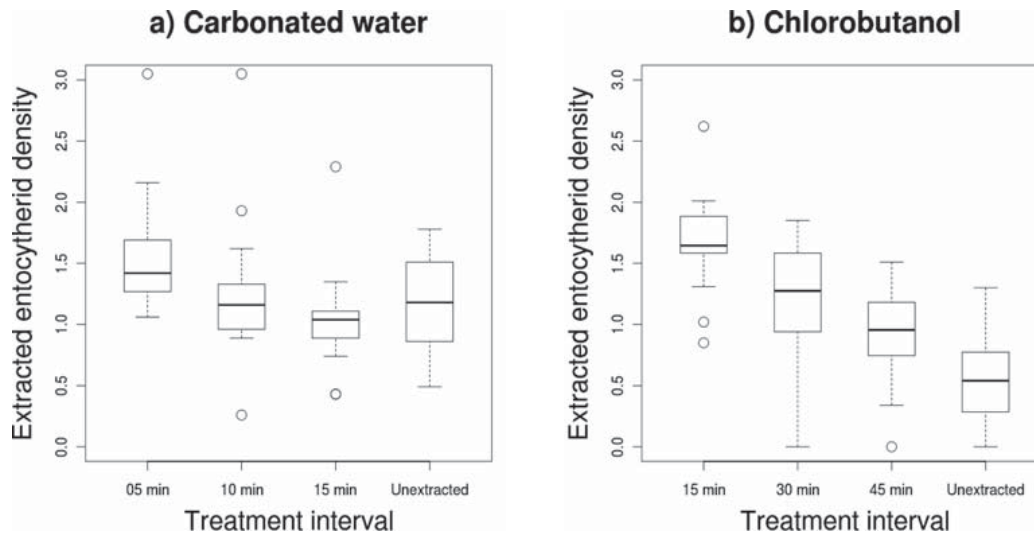 a) Carbonated water
Extracted entocytherid density
3.0
2.5
2.0
1.5
1.0
0.5
0.0
05 min 10 min 15 min Unextracted
Treatment interval
b) Chlorobutanol
Extracted entocytherid density
3.0
2.5
2.0
1.5
1.0
0.5
0.0
15 min 30 min 45 min Unextracted
Treatment interval